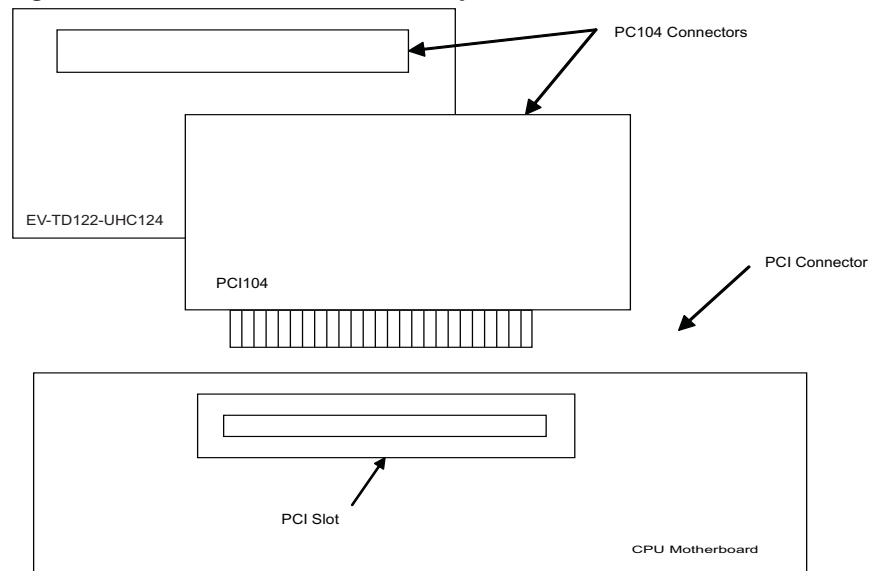 PC104 Connectors
EV-TD122-UHC124
PCI104
PCI Connector
PCI Slot
CPU Motherboard